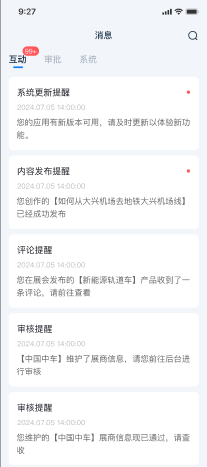 9:27
消息
99+
互动 审批 系统
系统更新提醒
2024.07.05 14:00:00
您的应用有新版本可用，请及时更新以体验新功
能。
内容发布提醒
2024.07.05 14:00:00
您创作的【如何从大兴机场去地铁大兴机场线】
已经成功发布
评论提醒
2024.07.05 14:00:00
您在展会发布的【新能源轨道车】产品收到了一
条评论，请前往查看
审核提醒
2024.07.05 14:00:00
【中国中车】维护了展商信息，请您前往后台进
行审核
审核提醒
2024.07.05 14:00:00
您维护的【中国中车】展商信息现已通过，请查
收